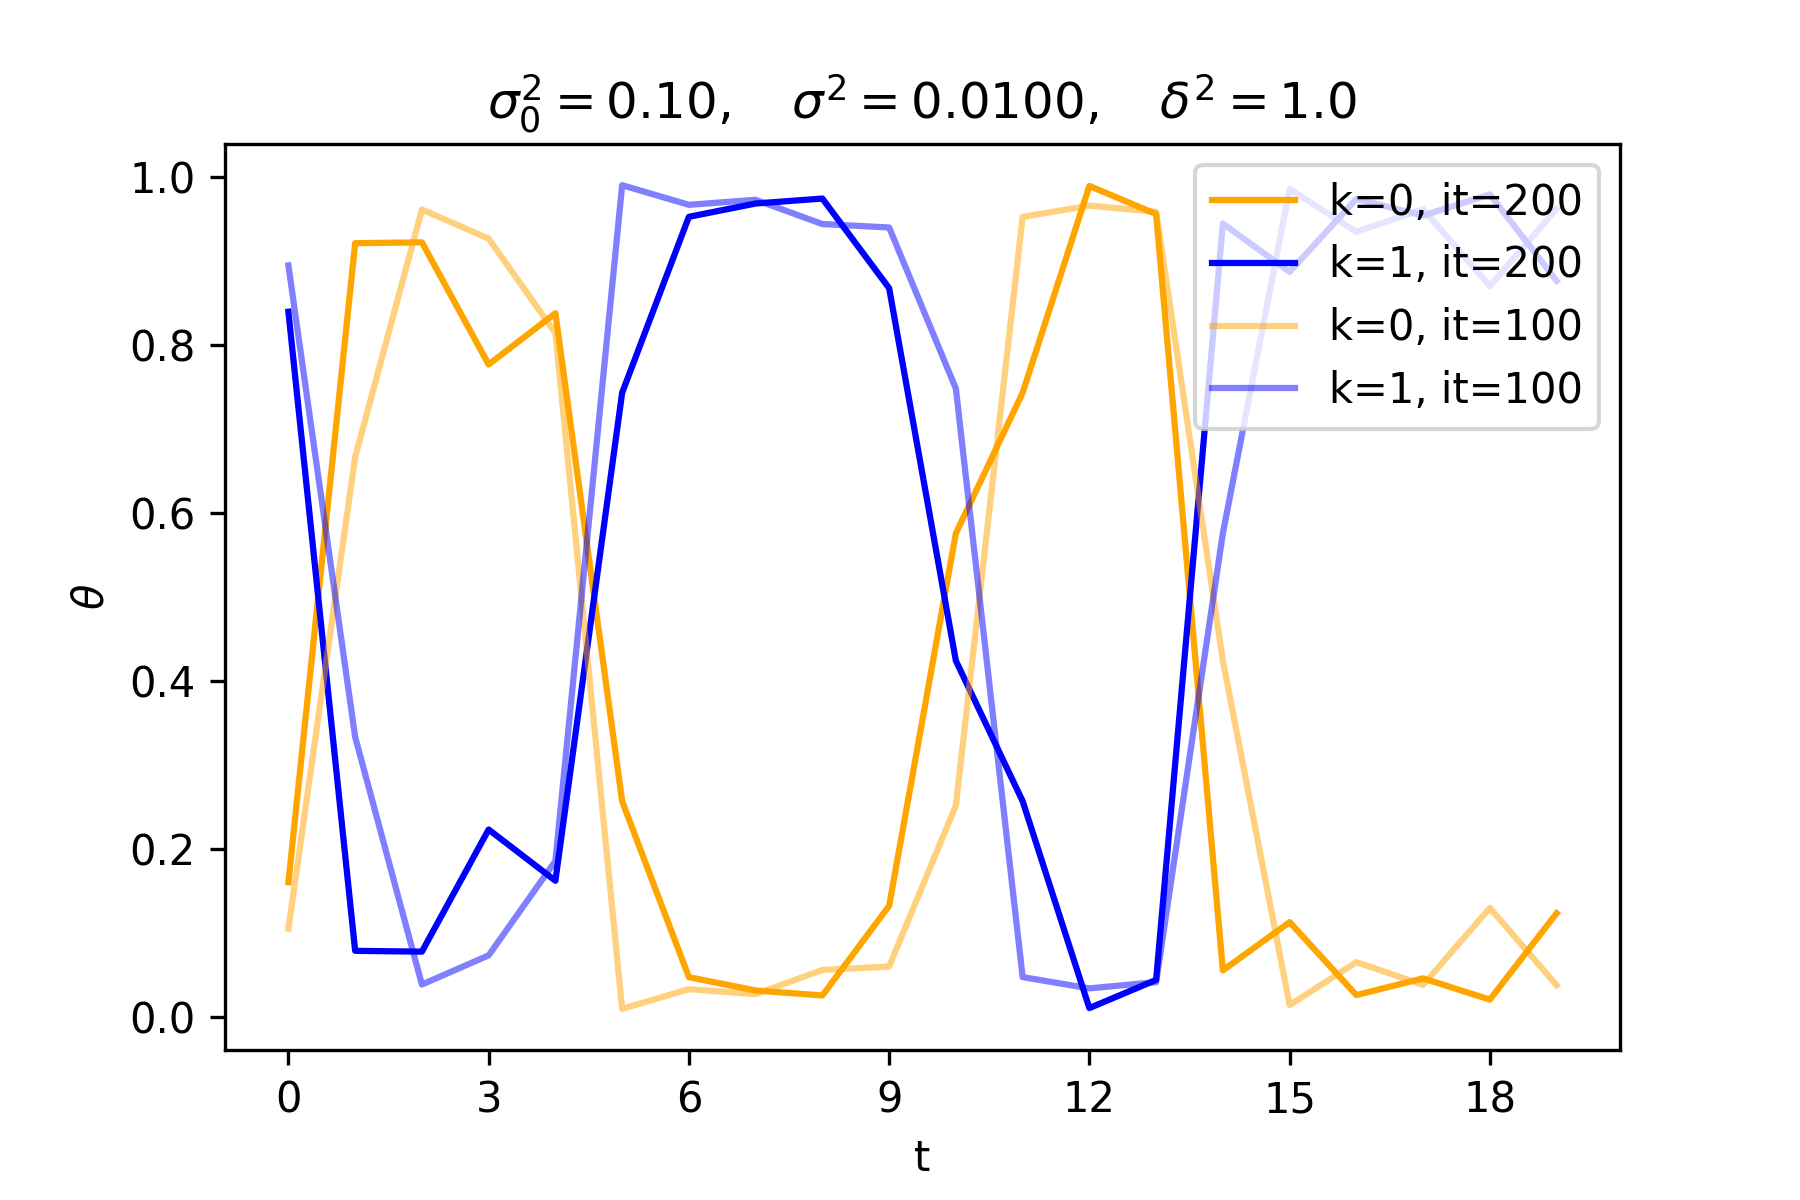 σ₀² = 0.10,  σ² = 0.0100,  δ² = 1.0
1.0
0.8
0.6
0.4
0.2
0.0
θ
k=0, it=200
k=1, it=200
k=0, it=100
k=1, it=100
0 3 6 9 12 15 18
t